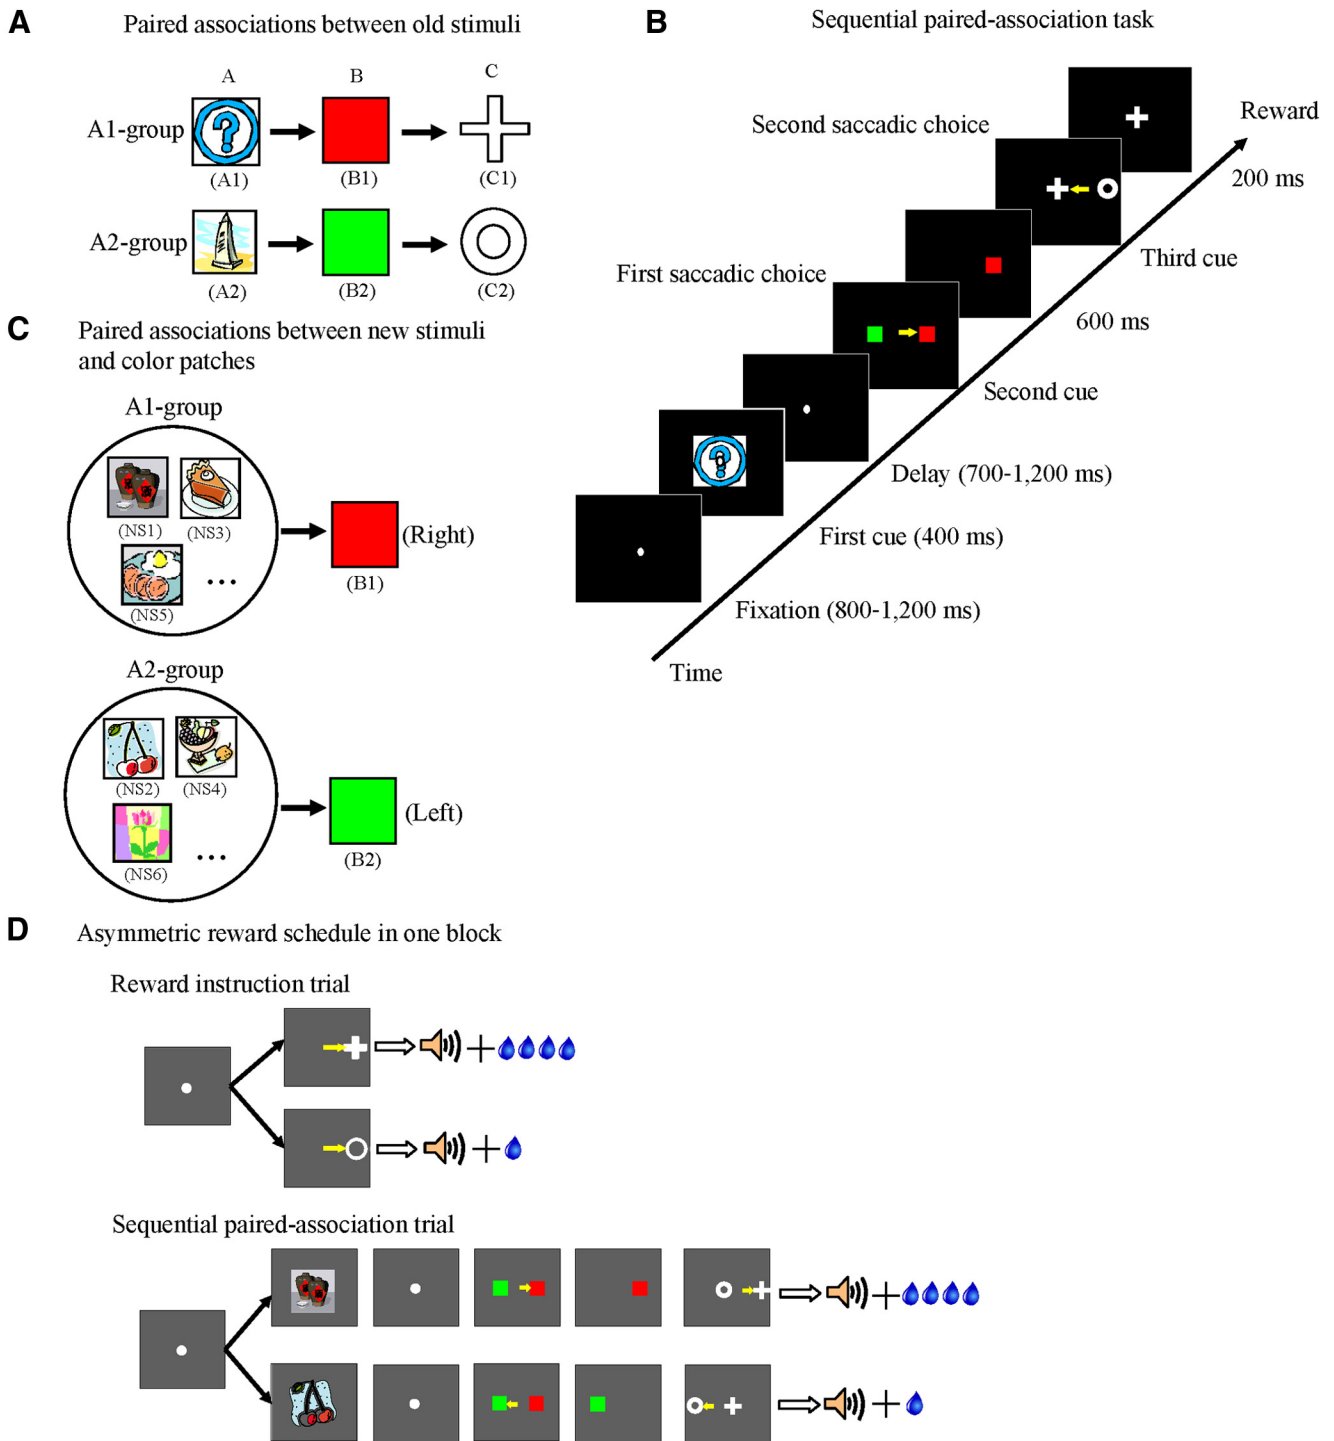 A
Paired associations between old stimuli
A
B
C
A1-group
(A1)
(B1)
(C1)
A2-group
(A2)
(B2)
(C2)
B
Sequential paired-association task
Second saccadic choice
Reward
200 ms
First saccadic choice
Third cue
600 ms
Second cue
Delay (700-1,200 ms)
First cue (400 ms)
Fixation (800-1,200 ms)
Time
C
Paired associations between new stimuli
and color patches
A1-group
(NS1)
(NS3)
(NS5)
...
(Right)
(B1)
A2-group
(NS2)
(NS4)
(NS6)
...
(Left)
(B2)
D
Asymmetric reward schedule in one block
Reward instruction trial
Sequential paired-association trial